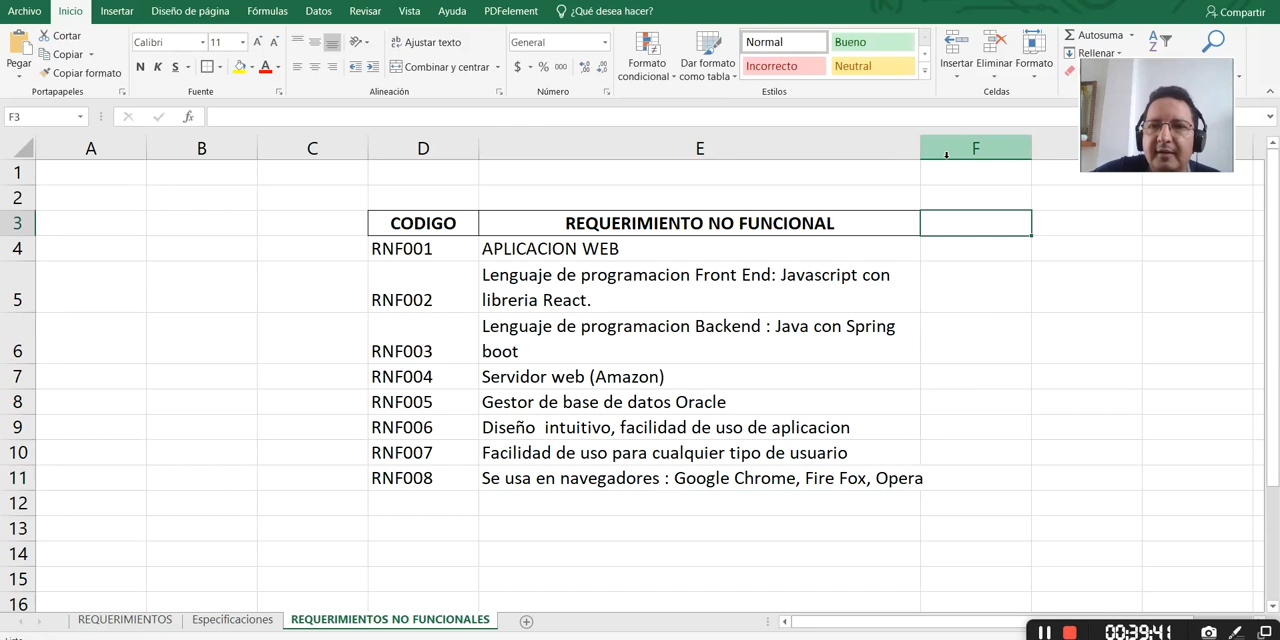 Archivo Inicio Insertar Diseño de página Fórmulas Datos Revisar Vista Ayuda PDFelement ¿Qué desea hacer? Compartir
Pegar
Cortar
Copiar
Copiar formato
Portapapeles
Calibri 11
N K S
Fuente
Ajustar texto
Combinar y centrar
Alineación
General
$ % 000
Número
Formato condicional
Dar formato como tabla
Normal Bueno
Incorrecto Neutral
Estilos
Insertar Eliminar Formato
Celdas
Autosuma
Rellenar
F3
A B C D E F
1
2
3 CODIGO REQUERIMIENTO NO FUNCIONAL
4 RNF001 APLICACION WEB
Lenguaje de programacion Front End: Javascript con
5 RNF002 libreria React.
Lenguaje de programacion Backend : Java con Spring
6 RNF003 boot
7 RNF004 Servidor web (Amazon)
8 RNF005 Gestor de base de datos Oracle
9 RNF006 Diseño  intuitivo, facilidad de uso de aplicacion
10 RNF007 Facilidad de uso para cualquier tipo de usuario
11 RNF008 Se usa en navegadores : Google Chrome, Fire Fox, Opera
12
13
14
15
16
REQUERIMIENTOS Especificaciones REQUERIMIENTOS NO FUNCIONALES
00:39:41